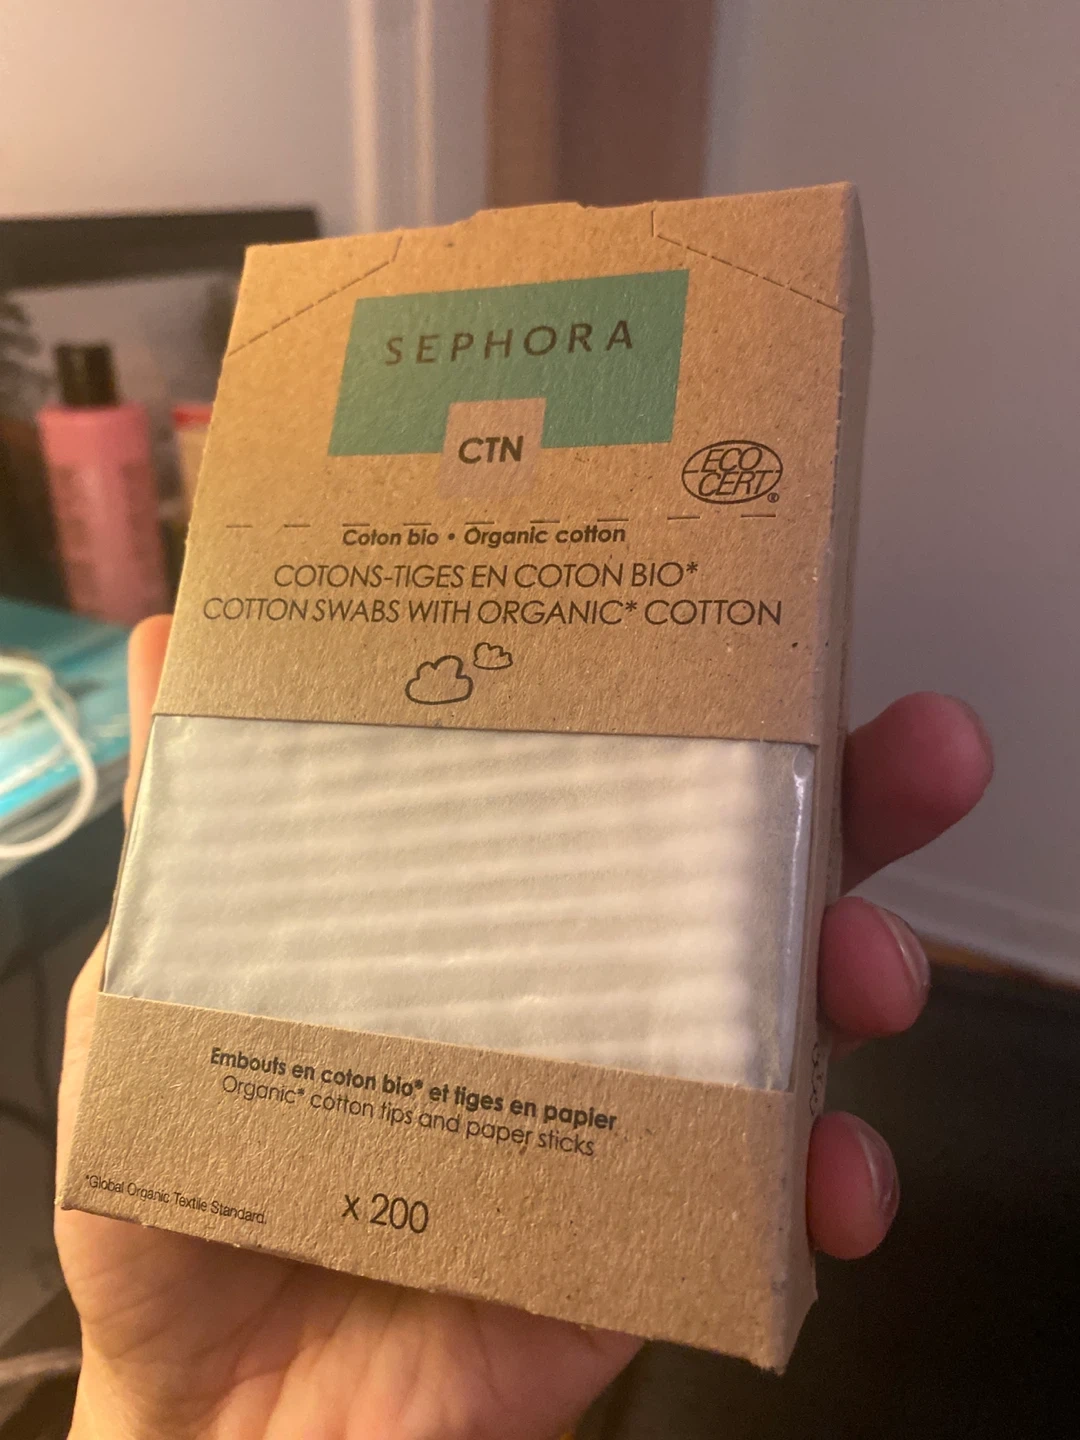 SEPHORA
CTN
ECO
CERT®
Coton bio • Organic cotton
COTONS-TIGES EN COTON BIO*
COTTON SWABS WITH ORGANIC* COTTON
Embouts en coton bio* et tiges en papier
Organic* cotton tips and paper sticks
*Global Organic Textile Standard.
x 200